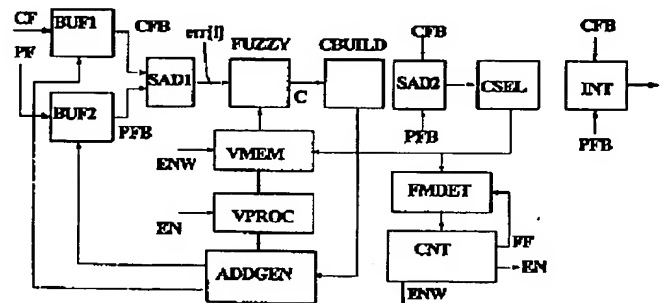 CF
BUF1
CFB
PF
BUF2
PFB
SAD1
err[i]
FUZZY
C
CBUILD
CFB
SAD2
PFB
CSEL
CFB
INT
PFB
ENW
VMEM
EN
VPROC
ADDGEN
FMDET
CNT
FF
EN
ENW